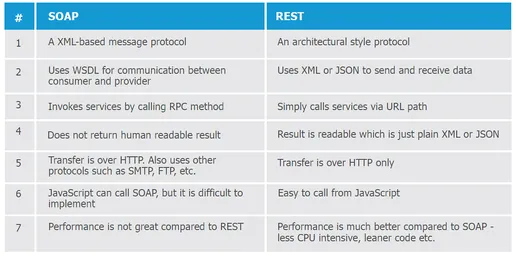 # SOAP REST
1 A XML-based message protocol An architectural style protocol
2 Uses WSDL for communication between consumer and provider Uses XML or JSON to send and receive data
3 Invokes services by calling RPC method Simply calls services via URL path
4 Does not return human readable result Result is readable which is just plain XML or JSON
5 Transfer is over HTTP. Also uses other protocols such as SMTP, FTP, etc. Transfer is over HTTP only
6 JavaScript can call SOAP, but it is difficult to implement Easy to call from JavaScript
7 Performance is not great compared to REST Performance is much better compared to SOAP - less CPU intensive, leaner code etc.